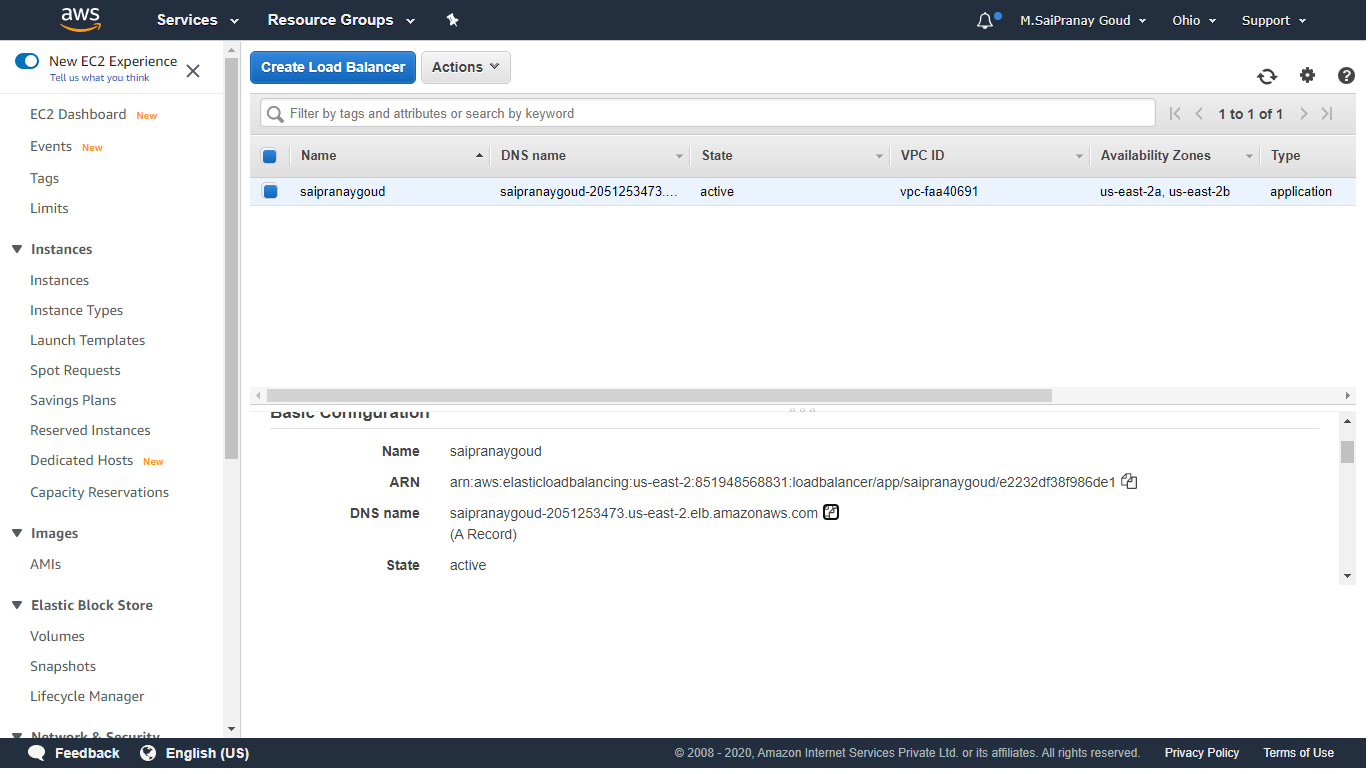 aws Services Resource Groups M.SaiPranay Goud Ohio Support
New EC2 Experience
Tell us what you think
EC2 Dashboard New
Events New
Tags
Limits
Instances
Instances
Instance Types
Launch Templates
Spot Requests
Savings Plans
Reserved Instances
Dedicated Hosts New
Capacity Reservations
Images
AMIs
Elastic Block Store
Volumes
Snapshots
Lifecycle Manager
Network & Security
Create Load Balancer Actions
Filter by tags and attributes or search by keyword 1 to 1 of 1
Name DNS name State VPC ID Availability Zones Type
saipranaygoud saipranaygoud-2051253473.... active vpc-faa40691 us-east-2a, us-east-2b application
Basic Configuration
Name saipranaygoud
ARN arn:aws:elasticloadbalancing:us-east-2:851948568831:loadbalancer/app/saipranaygoud/e2232df38f986de1
DNS name saipranaygoud-2051253473.us-east-2.elb.amazonaws.com
(A Record)
State active
Feedback English (US) © 2008 - 2020, Amazon Internet Services Private Ltd. or its affiliates. All rights reserved. Privacy Policy Terms of Use